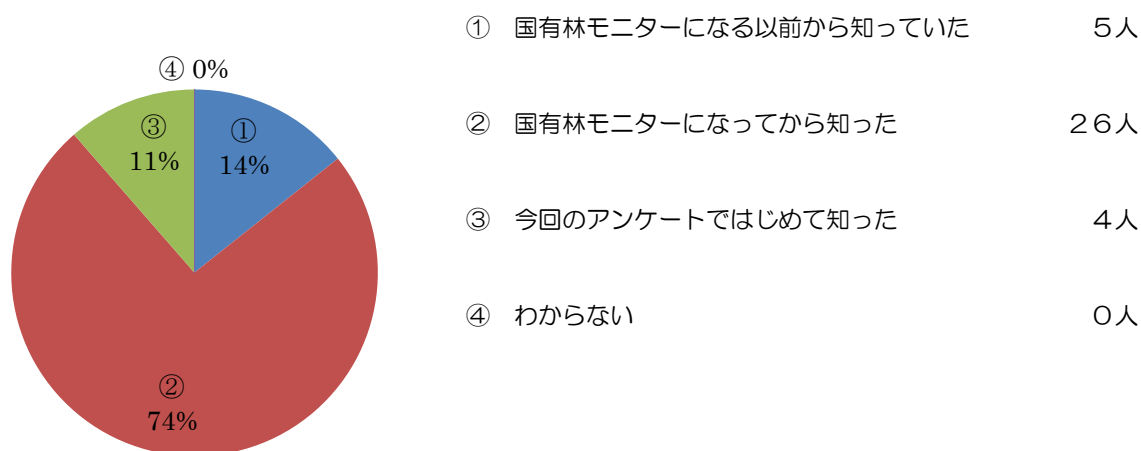 ① 国有林モニターになる以前から知っていた ５人
④ 0%
③
11%
①
14%
② 国有林モニターになってから知った ２６人
③ 今回のアンケートではじめて知った ４人
④ わからない ０人
②
74%